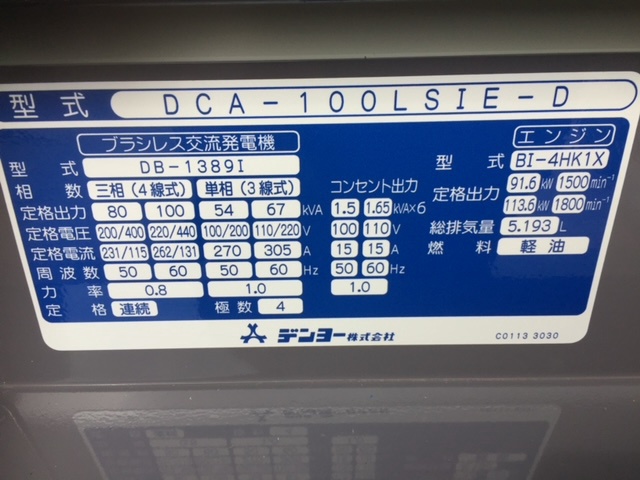 型式 DCA-100LSIE-D
ブラシレス交流発電機
型式 DB-1389I
相数 三相(4線式) 単相(3線式)
定格出力 80 100 54 67 kVA
定格電圧 200/400 220/440 100/200 110/220 V
定格電流 231/115 262/131 270 305 A
周波数 50 60 50 60 Hz
力率 0.8 1.0
定格 連続 極数 4
コンセント出力
1.5 1.65 kVA×6
100 110 V
15 15 A
50 60 Hz
1.0
エンジン
型式 BI-4HK1X
定格出力 91.6 kW 1500 min⁻¹
113.6 kW 1800 min⁻¹
総排気量 5.193 L
燃料 軽油
デンヨー株式会社
C0113 3030